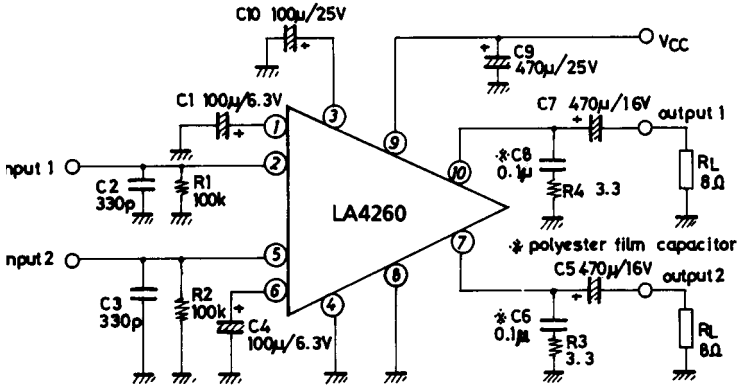 C10 100μ/25V
VCC
C9
470μ/25V
C1 100μ/6.3V
C7 470μ/16V
output 1
1
3
9
nput 1
2
10
※C8
0.1μ
R4 3.3
RL
8Ω
C2
330p
R1
100k
LA4260
7
※ polyester film capacitor
C5 470μ/16V
output 2
nput 2
5
8
6
4
C3
330p
R2
100k
C4
100μ/6.3V
※C6
0.1μ
R3
3.3
RL
8Ω